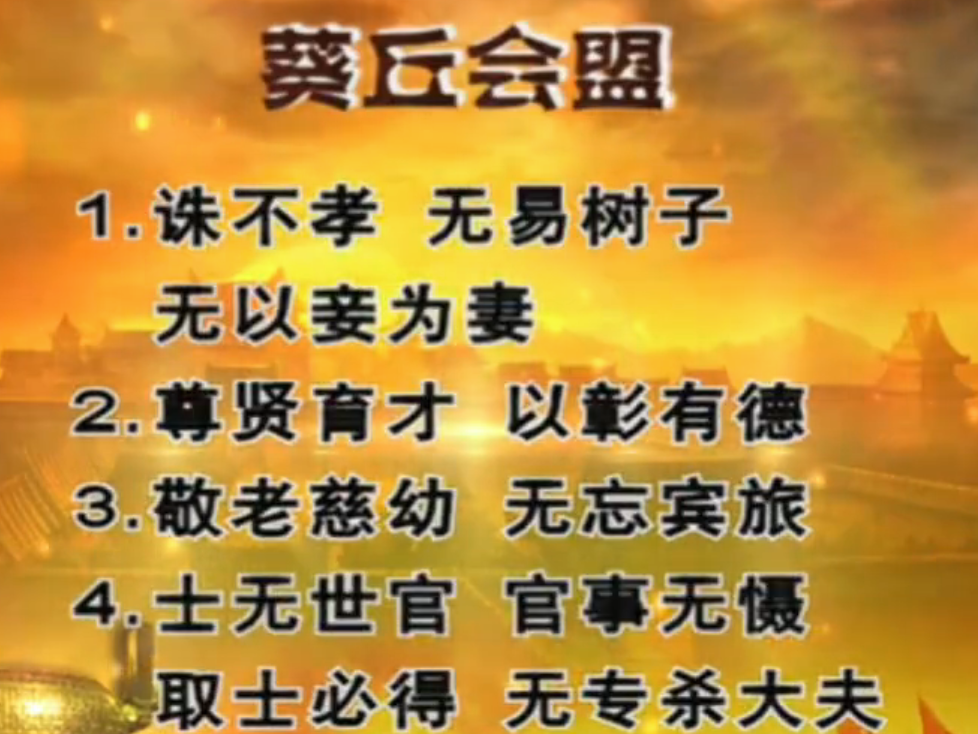 葵丘会盟
1.诛不孝 无易树子
无以妾为妻
2.尊贤育才 以彰有德
3.敬老慈幼 无忘宾旅
4.士无世官 官事无慑
取士必得 无专杀大夫